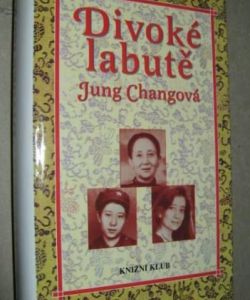 Divoké
labutě
Jung Changová
KNIŽNÍ KLUB